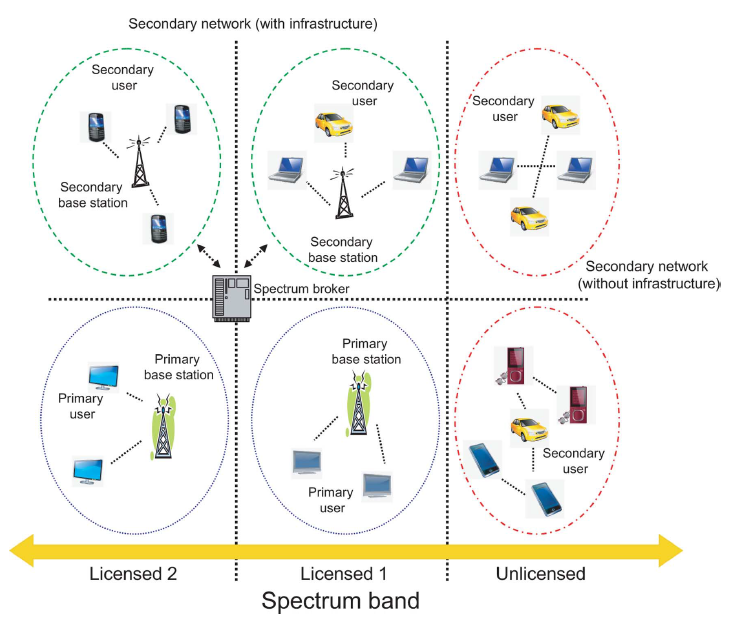 Secondary network (with infrastructure)
Secondary
user
Secondary
base station
Secondary
user
Secondary
base station
Secondary
user
Secondary network
(without infrastructure)
Spectrum broker
Primary
base station
Primary
user
Primary
base station
Primary
user
Secondary
user
Licensed 2
Licensed 1
Unlicensed
Spectrum band